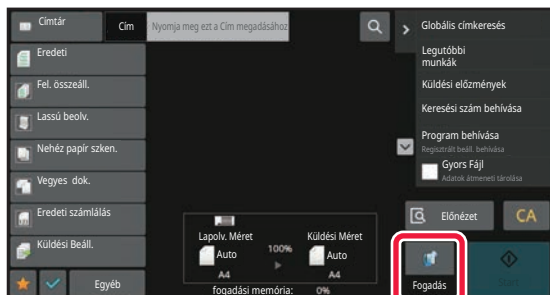 Címtár
Cím
Nyomja meg ezt a Cím megadásához
Eredeti
Fel. összeáll.
Lassú beolv.
Nehéz papír szken.
Vegyes dok.
Eredeti számlálás
Küldési Beáll.
Egyéb
Lapolv. Méret
Küldési Méret
Auto
100%
Auto
A4
A4
fogadási memória: 0%
Globális címkeresés
Legutóbbi
munkák
Küldési előzmények
Keresési szám behívása
Program behívása
Regisztrált beáll. behívása
Gyors Fájl
Adatok átmeneti tárolása
Előnézet
CA
Fogadás
Start